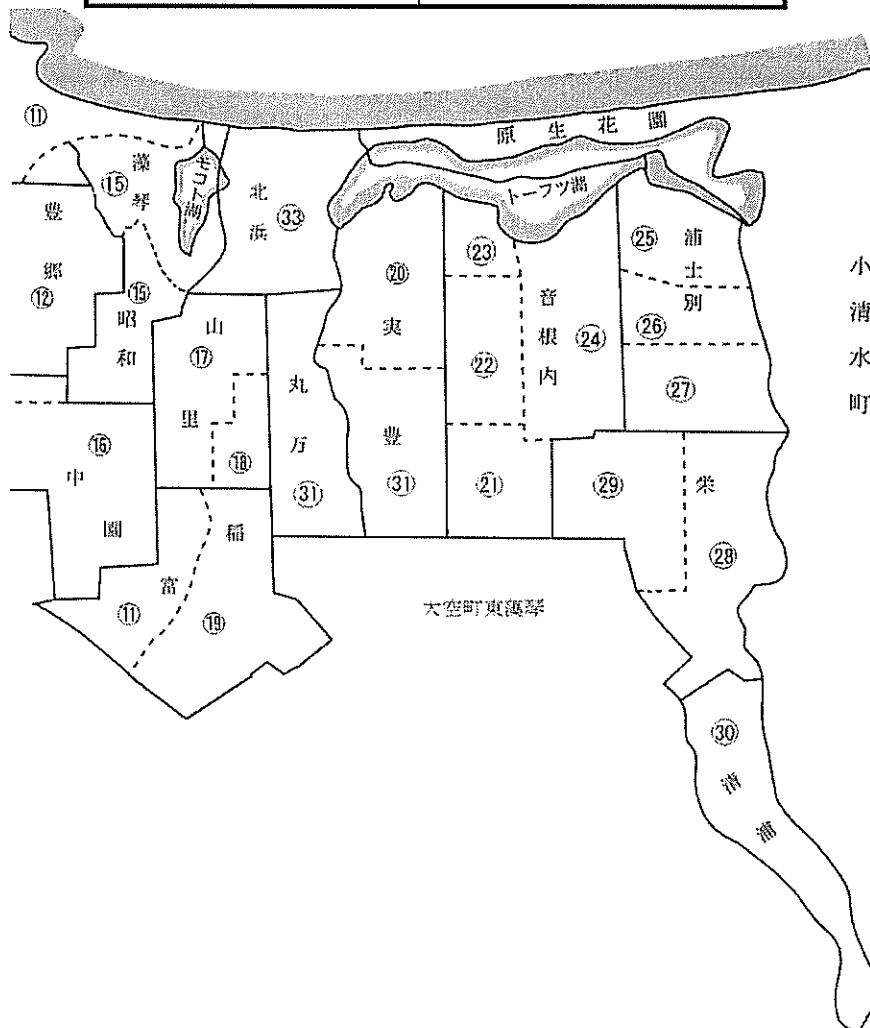 原生花園
⑪
藻琴
⑮
モコト湖
北浜
㉝
トーフツ湖
豊郷
⑫
⑮
昭和
⑳
実豊
㉛
㉓
㉒
㉑
音根内
㉔
㉕
浦士別
㉖
㉗
小清水町
山里
⑰
⑱
丸万
㉛
⑯
中園
稲富
⑪
⑲
㉙
栄
㉘
大空町東藻琴
㉚
清浦